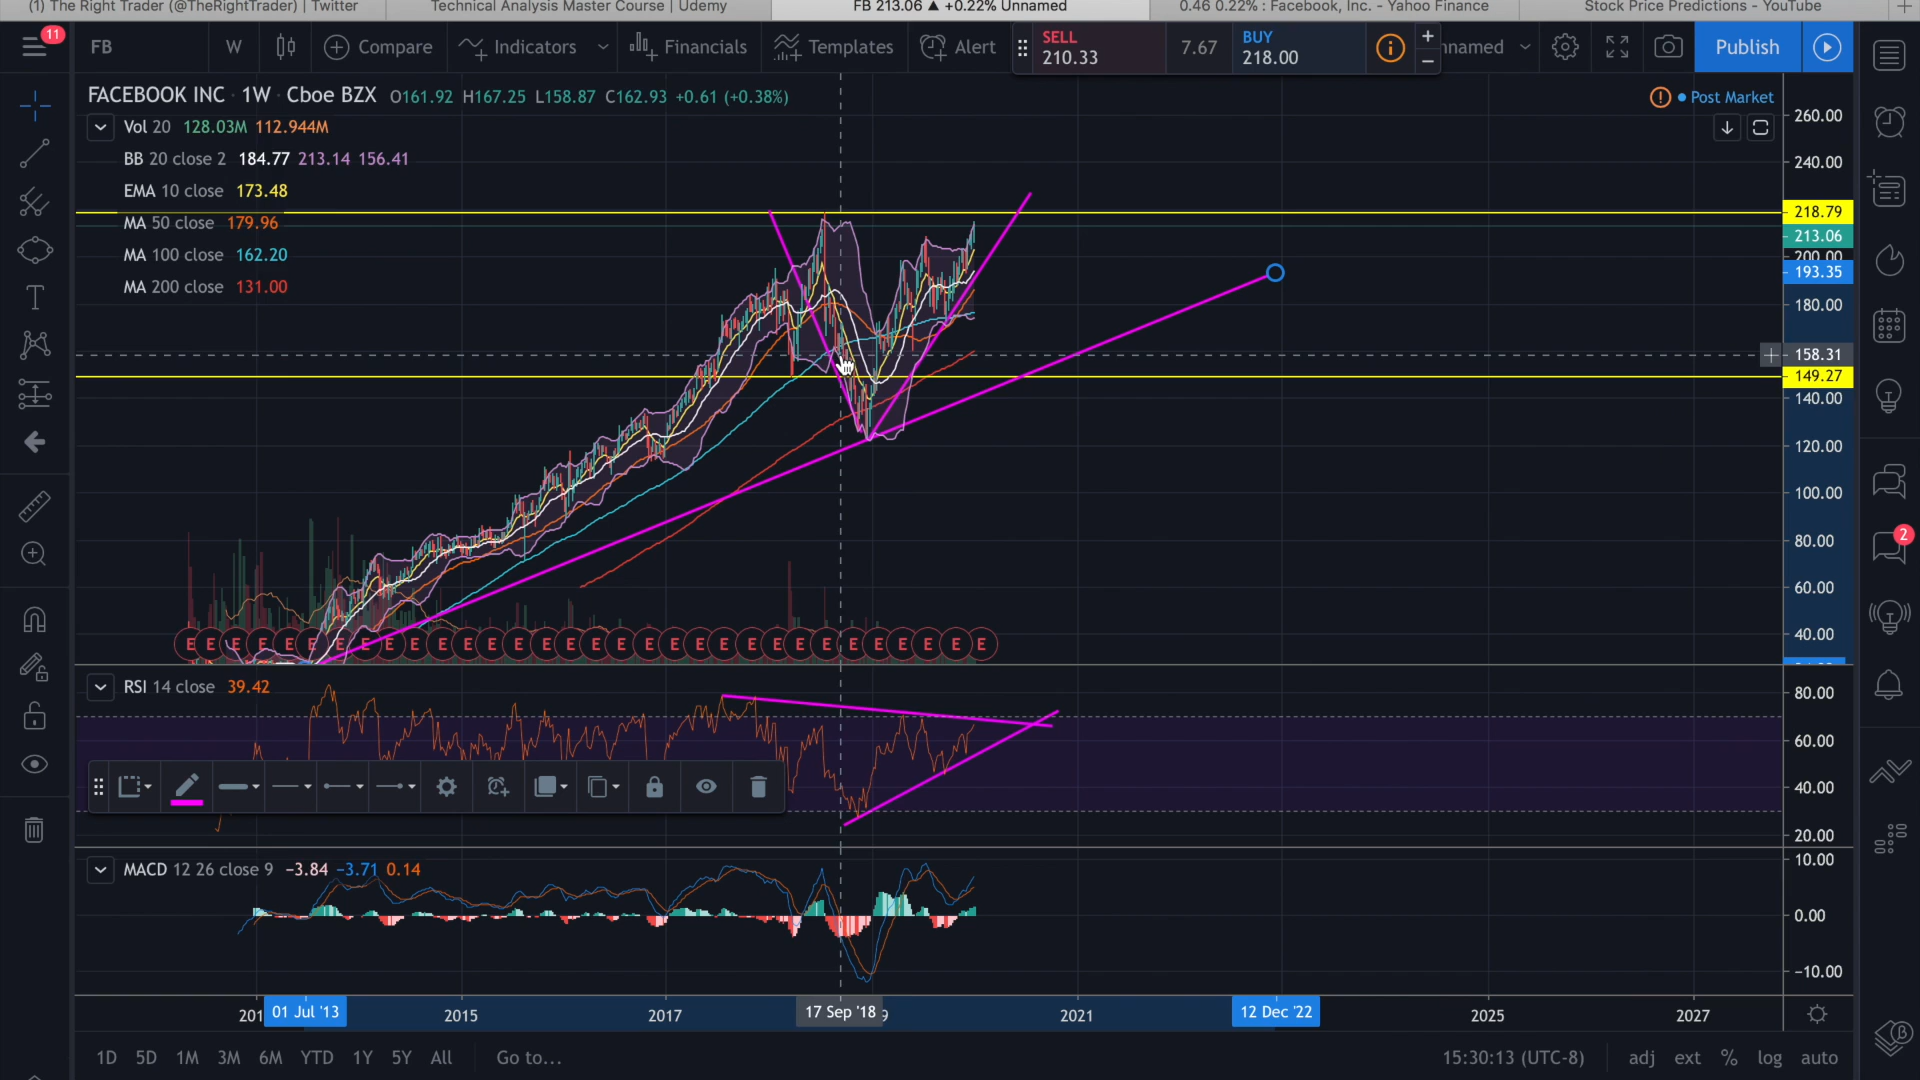 (1) The Right Trader (@TheRightTrader) | Twitter
Technical Analysis Master Course | Udemy
FB 213.06 ▲ +0.22% Unnamed
0.46 0.22% : Facebook, Inc. - Yahoo Finance
Stock Price Predictions - YouTube
11
FB
W
Compare
Indicators
Financials
Templates
Alert
SELL
210.33
7.67
BUY
218.00
nnamed
Publish
FACEBOOK INC · 1W · Cboe BZX O161.92 H167.25 L158.87 C162.93 +0.61 (+0.38%)
Post Market
Vol 20 128.03M 112.944M
BB 20 close 2 184.77 213.14 156.41
EMA 10 close 173.48
MA 50 close 179.96
MA 100 close 162.20
MA 200 close 131.00
260.00
240.00
218.79
213.06
200.00
193.35
180.00
158.31
149.27
140.00
120.00
100.00
80.00
60.00
40.00
2
E E E E E E E E E E E E E E E E E E E E E E E E E E E E E E E
RSI 14 close 39.42
80.00
60.00
40.00
20.00
MACD 12 26 close 9 −3.84 −3.71 0.14
10.00
0.00
−10.00
201
01 Jul '13
2015
2017
17 Sep '18
9
2021
12 Dec '22
2025
2027
1D 5D 1M 3M 6M YTD 1Y 5Y All Go to...
15:30:13 (UTC-8) adj ext % log auto